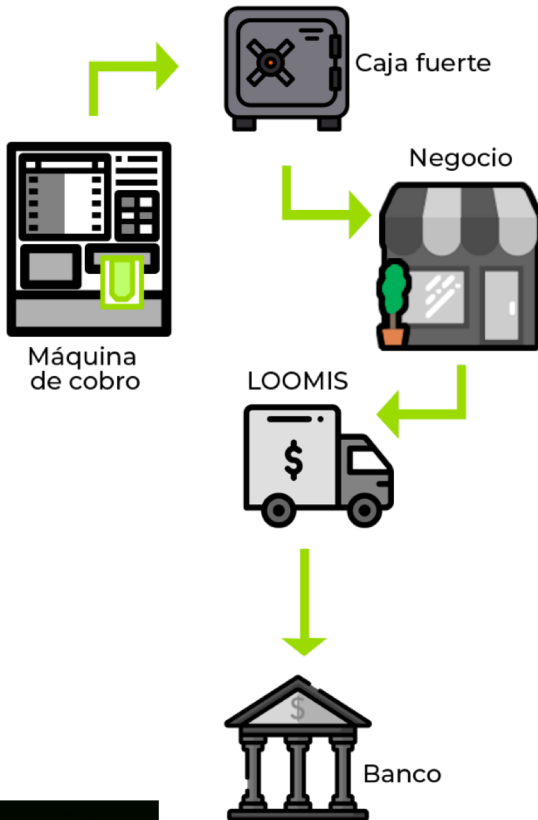 Caja fuerte
Negocio
Máquina
de cobro
LOOMIS
$
$
Banco